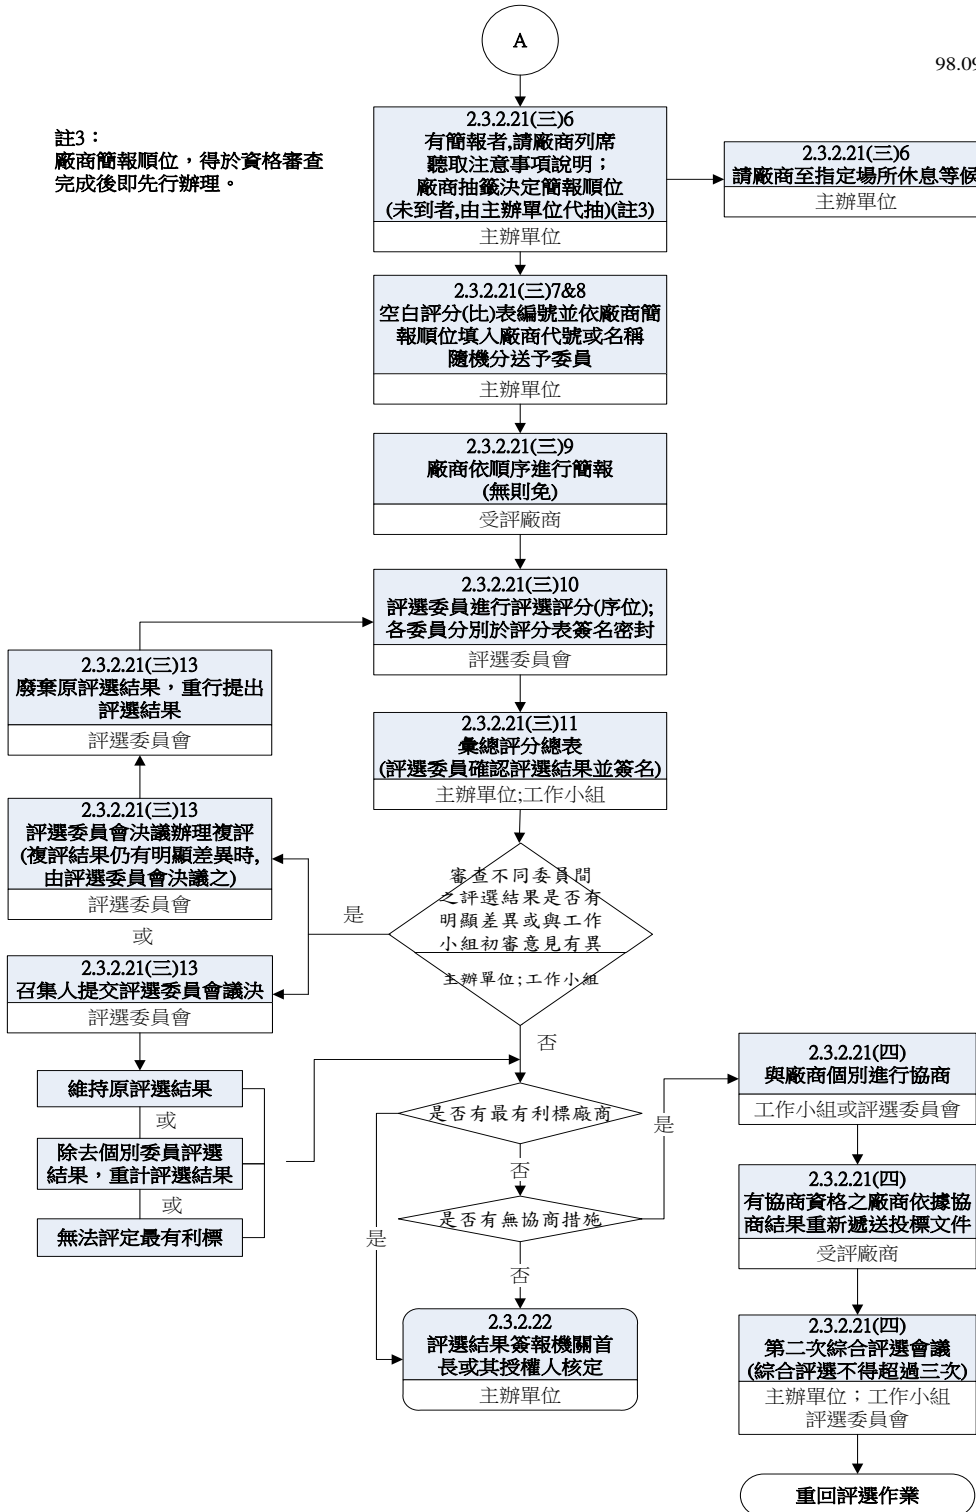 A
98.09
註3：
廠商簡報順位，得於資格審查
完成後即先行辦理。
2.3.2.21(三)6
有簡報者,請廠商列席
聽取注意事項說明；
廠商抽籤決定簡報順位
(未到者,由主辦單位代抽)(註3)
主辦單位
2.3.2.21(三)6
請廠商至指定場所休息等候
主辦單位
2.3.2.21(三)7&8
空白評分(比)表編號並依廠商簡
報順位填入廠商代號或名稱
隨機分送予委員
主辦單位
2.3.2.21(三)9
廠商依順序進行簡報
(無則免)
受評廠商
2.3.2.21(三)10
評選委員進行評選評分(序位);
各委員分別於評分表簽名密封
評選委員會
2.3.2.21(三)13
廢棄原評選結果，重行提出
評選結果
評選委員會
2.3.2.21(三)11
彙總評分總表
(評選委員確認評選結果並簽名)
主辦單位;工作小組
2.3.2.21(三)13
評選委員會決議辦理複評
(複評結果仍有明顯差異時,
由評選委員會決議之)
評選委員會
或
審查不同委員間
之評選結果是否有
明顯差異或與工作
小組初審意見有異
主辦單位;工作小組
是
2.3.2.21(三)13
召集人提交評選委員會議決
評選委員會
否
維持原評選結果
或
除去個別委員評選
結果，重計評選結果
或
無法評定最有利標
是否有最有利標廠商
否
是
是否有無協商措施
是
否
2.3.2.22
評選結果簽報機關首
長或其授權人核定
主辦單位
2.3.2.21(四)
與廠商個別進行協商
工作小組或評選委員會
2.3.2.21(四)
有協商資格之廠商依據協
商結果重新遞送投標文件
受評廠商
2.3.2.21(四)
第二次綜合評選會議
(綜合評選不得超過三次)
主辦單位；工作小組
評選委員會
重回評選作業